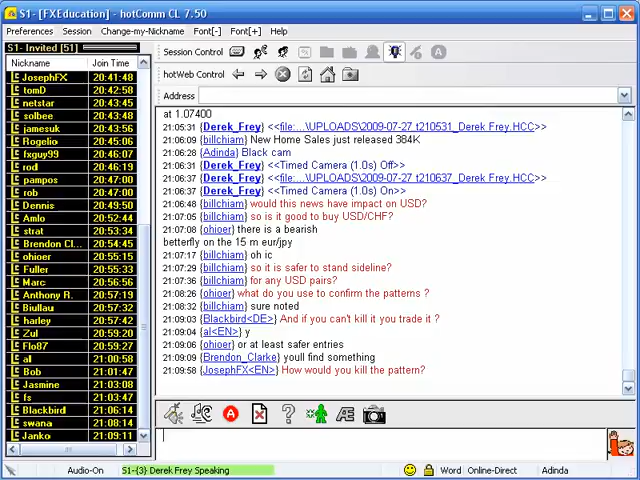 S1 - [FXEducation] - hotComm CL 7.50
Preferences Session Change-my-Nickname Font[-] Font[+] Help
S1- Invited [51]
Session Control
Nickname Join Time
hotWeb Control
Address
JosephFX 20:41:48
tomD 20:42:58
netstar 20:43:45
solbee 20:44:18
jamesuk 20:45:56
Rogelio 20:45:06
fxguy99 20:46:07
rod 20:46:19
pampos 20:47:00
rob 20:47:00
Dennis 20:49:50
Amlo 20:52:44
strat 20:53:34
Brendon Cl... 20:54:45
ohioer 20:55:15
Fuller 20:55:33
Marc 20:56:56
Anthony R. 20:57:19
Biullau 20:57:32
harley 20:57:42
Zul 20:59:20
Flo87 20:59:27
al 21:00:58
Bob 21:01:47
Jasmine 21:03:08
fs 21:03:47
Blackbird 21:06:14
swana 21:08:14
Janko 21:09:11
at 1.07400
21:05:31 {Derek_Frey} <<file:...\UPLOADS\2009-07-27 t210531_Derek Frey.HCC>>
21:06:09 {billchiam} New Home Sales just released 384K
21:06:24 {Adinda} Black cam
21:06:31 {Derek_Frey} <<Timed Camera (1.0s) Off>>
21:06:37 {Derek_Frey} <<file:...\UPLOADS\2009-07-27 t210637_Derek Frey.HCC>>
21:06:37 {Derek_Frey} <<Timed Camera (1.0s) On>>
21:06:48 {billchiam} would this news have impact on USD?
21:07:05 {billchiam} so is it good to buy USD/CHF?
21:07:08 {ohioer} there is a bearish
betterfly on the 15 m eur/jpy
21:07:17 {billchiam} oh ic
21:07:29 {billchiam} so it is safer to stand sideline?
21:07:36 {billchiam} for any USD pairs?
21:08:26 {ohioer} what do you use to confirm the patterns ?
21:08:32 {billchiam} sure noted
21:09:03 {Blackbird<DE>} And if you can't kill it you trade it ?
21:09:04 {al<EN>} y
21:09:06 {ohioer} or at least safer entries
21:09:09 {Brendon_Clarke} youll find something
21:09:58 {JosephFX<EN>} How would you kill the pattern?
Audio-On S1-{3} Derek Frey Speaking Word Online-Direct Adinda